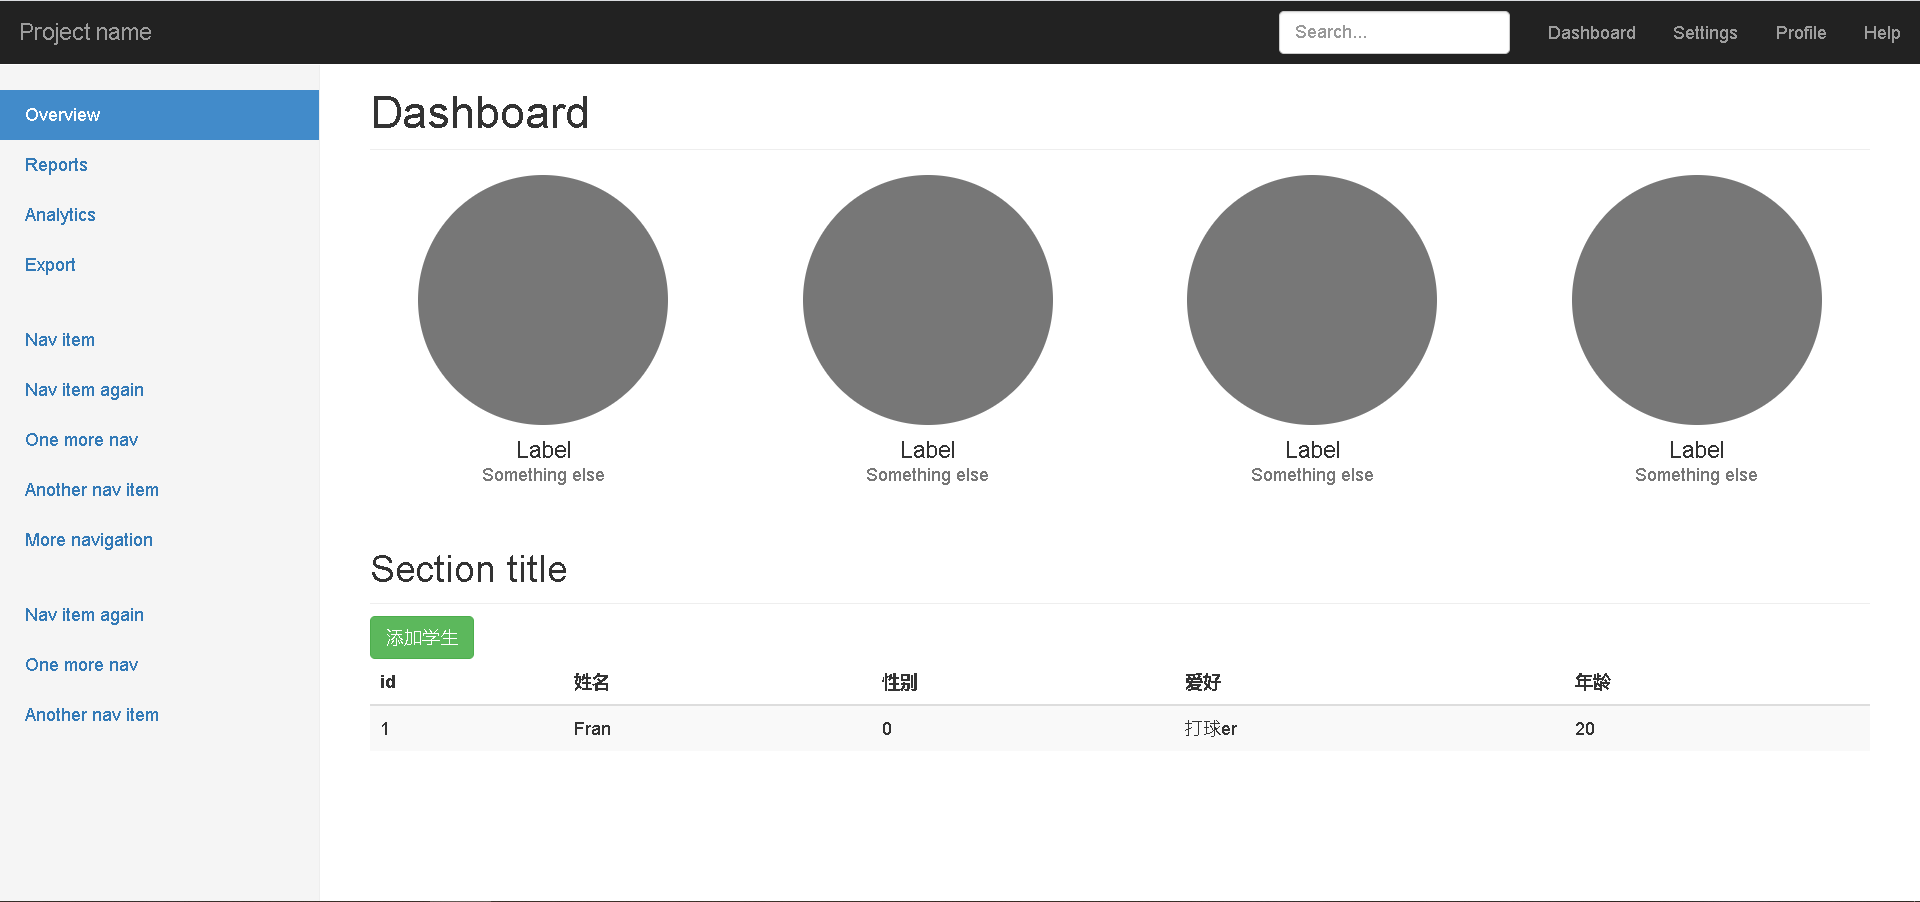 Project name
Search...
Dashboard
Settings
Profile
Help
Overview
Reports
Analytics
Export
Nav item
Nav item again
One more nav
Another nav item
More navigation
Nav item again
One more nav
Another nav item
Dashboard
Label
Something else
Label
Something else
Label
Something else
Label
Something else
Section title
添加学生
id 姓名 性别 爱好 年龄
1 Fran 0 打球er 20